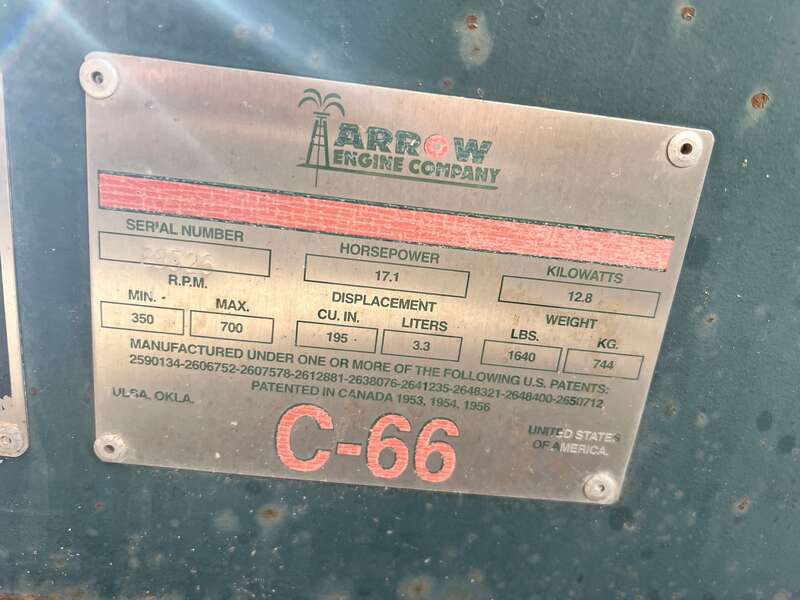 ARROW
ENGINE COMPANY
SERIAL NUMBER
HORSEPOWER
17.1
KILOWATTS
12.8
R.P.M.
MIN.
350
MAX.
700
DISPLACEMENT
CU. IN.
195
LITERS
3.3
WEIGHT
LBS.
1640
KG.
744
MANUFACTURED UNDER ONE OR MORE OF THE FOLLOWING U.S. PATENTS:
2590134-2606752-2607578-2612881-2638076-2641235-2648321-2648400-2650712
PATENTED IN CANADA 1953, 1954, 1956
ULSA, OKLA.
C-66
UNITED STATES
OF AMERICA.